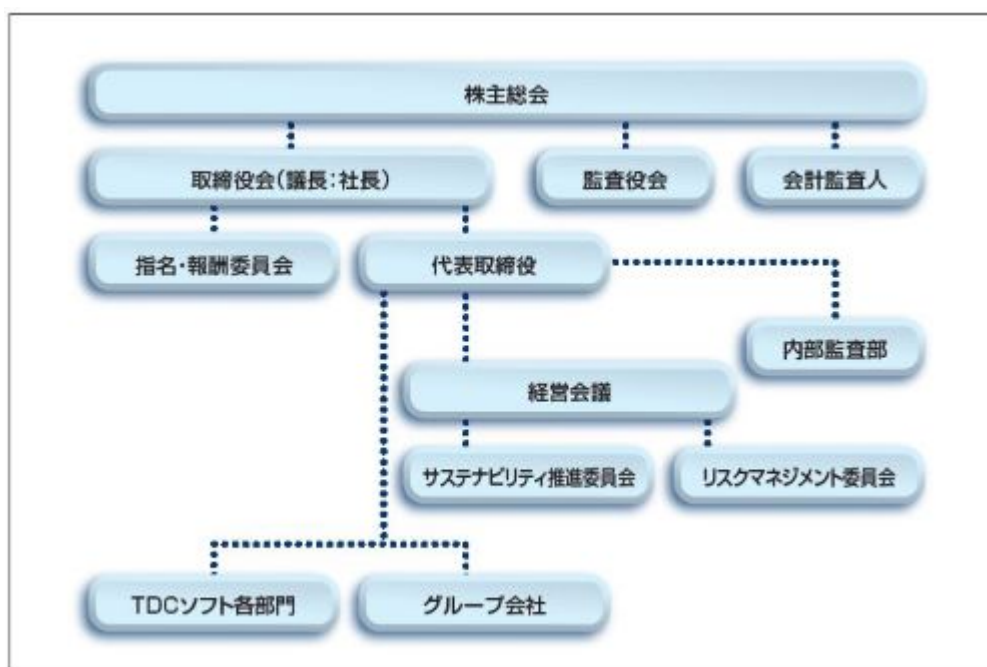 株主総会
取締役会(議長:社長)
監査役会
会計監査人
指名・報酬委員会
代表取締役
内部監査部
経営会議
サステナビリティ推進委員会
リスクマネジメント委員会
TDCソフト各部門
グループ会社